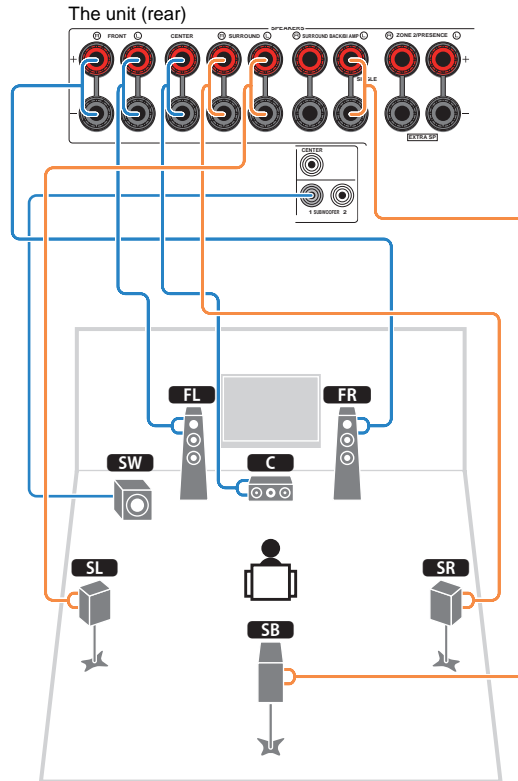 The unit (rear)
SPEAKERS
R FRONT L CENTER R SURROUND L R SURROUND BACK/BI AMP L R ZONE 2/PRESENCE L
+ +
SINGLE
– –
EXTRA SP
CENTER
1 SUBWOOFER 2
FL FR
SW C
SL SR
SB